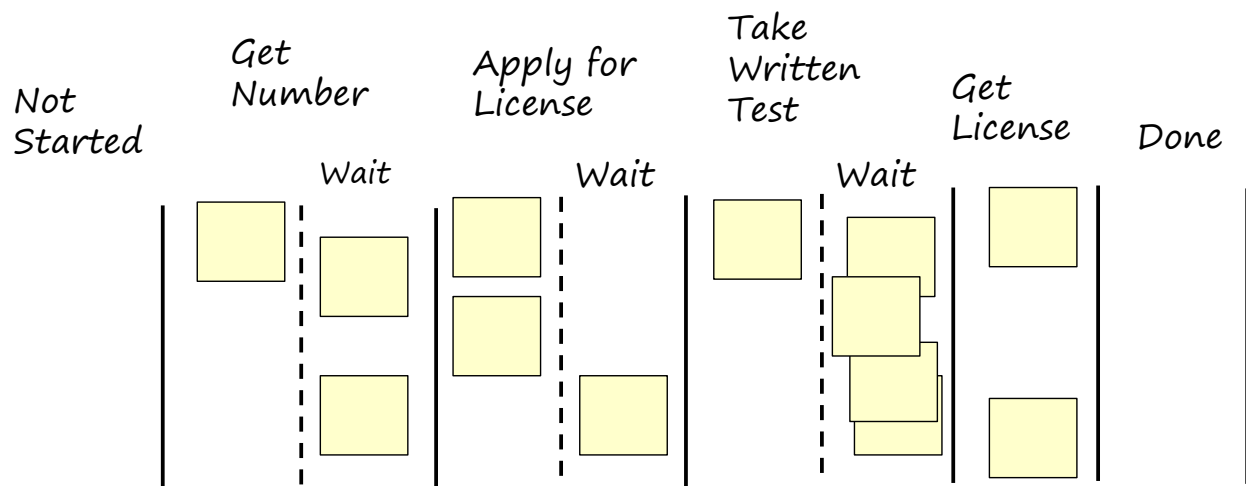 Not
Started
Get
Number
Wait
Apply for
License
Wait
Take
Written
Test
Wait
Get
License
Done